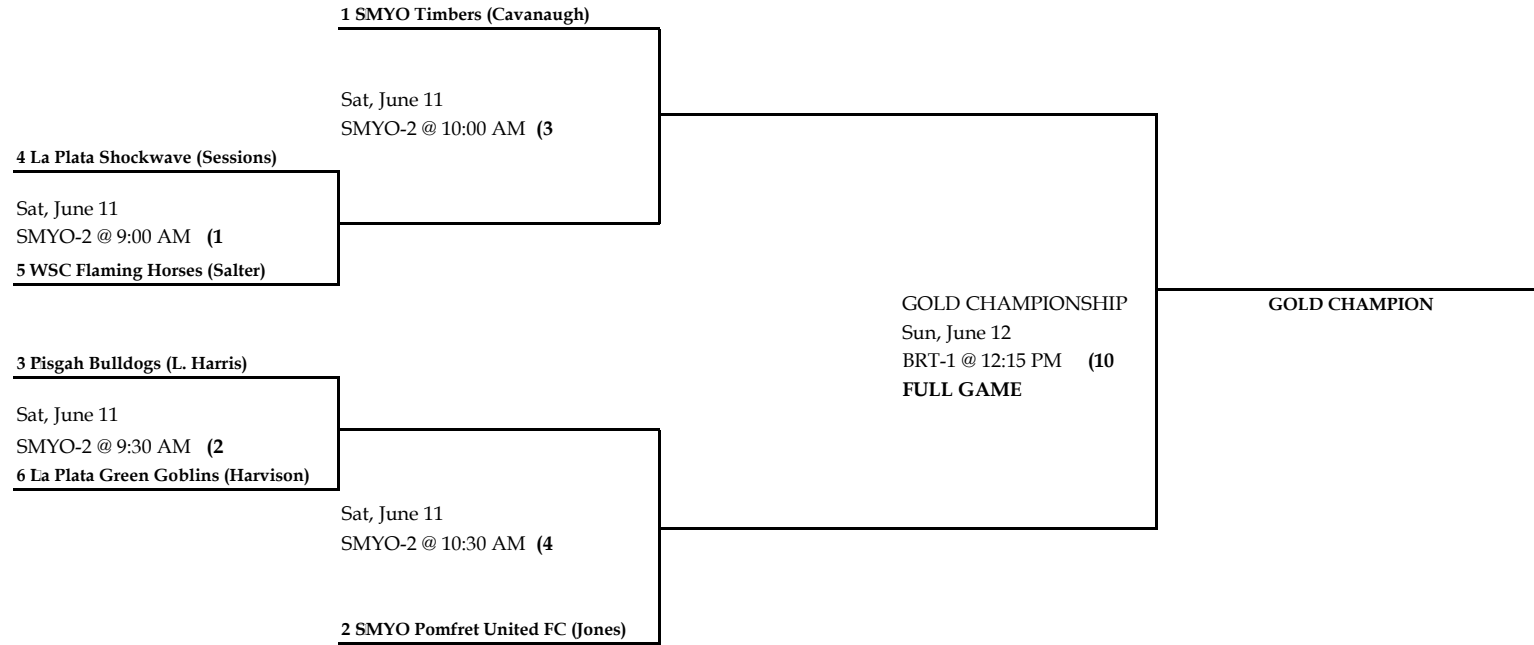 1 SMYO Timbers (Cavanaugh)
Sat, June 11
SMYO-2 @ 10:00 AM (3
4 La Plata Shockwave (Sessions)
Sat, June 11
SMYO-2 @ 9:00 AM (1
5 WSC Flaming Horses (Salter)
GOLD CHAMPIONSHIP
Sun, June 12
BRT-1 @ 12:15 PM (10
FULL GAME
GOLD CHAMPION
3 Pisgah Bulldogs (L. Harris)
Sat, June 11
SMYO-2 @ 9:30 AM (2
6 La Plata Green Goblins (Harvison)
Sat, June 11
SMYO-2 @ 10:30 AM (4
2 SMYO Pomfret United FC (Jones)